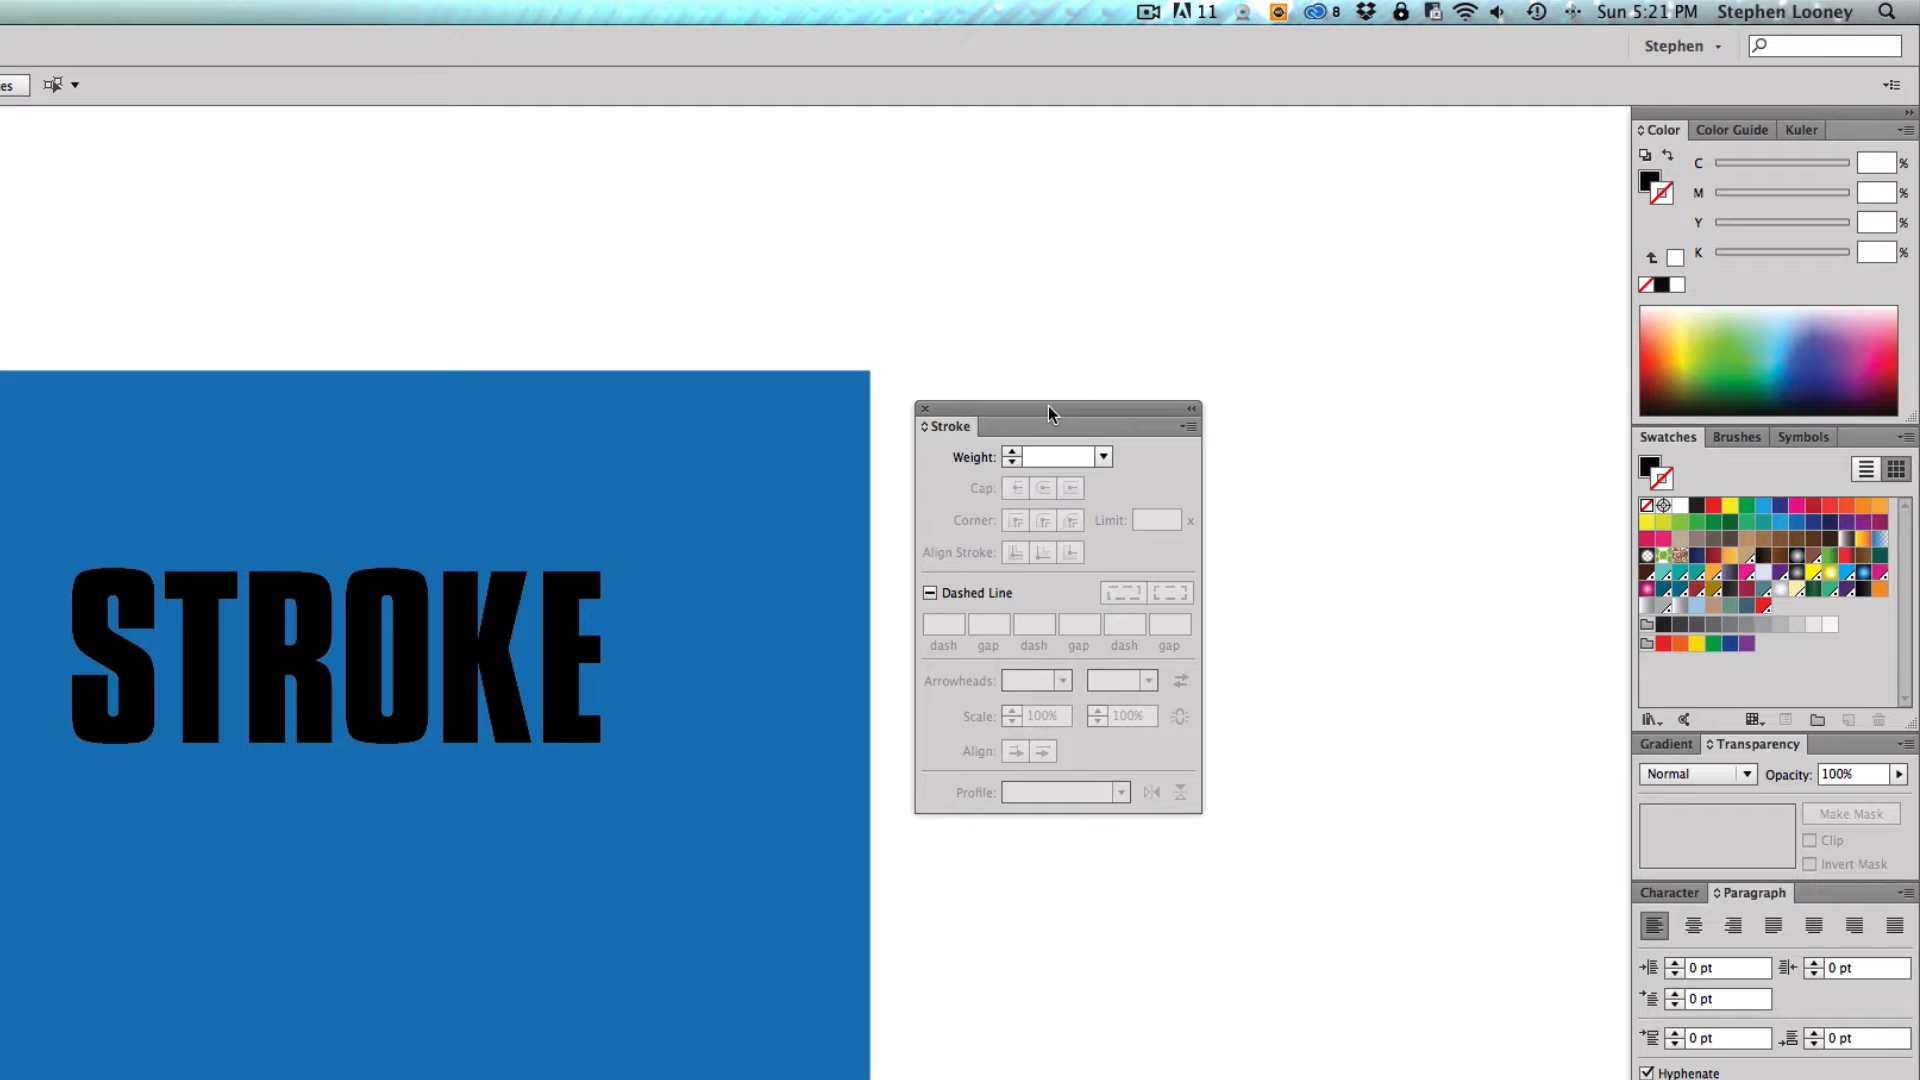 11
8
Sun 5:21 PM
Stephen Looney
Stephen
es
Color
Color Guide
Kuler
C
%
M
%
Y
%
K
%
Stroke
Weight:
Cap:
Corner:
Limit:
x
Align Stroke:
Dashed Line
dash gap dash gap dash gap
Arrowheads:
Scale:
100%
100%
Align:
Profile:
STROKE
Swatches
Brushes
Symbols
Gradient
Transparency
Normal
Opacity:
100%
Make Mask
Clip
Invert Mask
Character
Paragraph
0 pt
0 pt
0 pt
0 pt
0 pt
Hyphenate